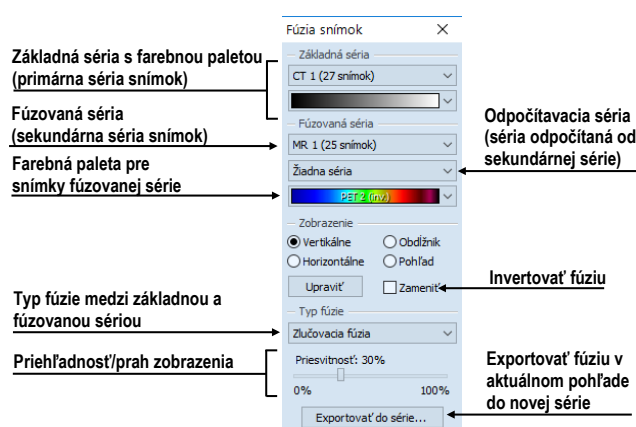 Fúzia snímok
Základná séria s farebnou paletou
(primárna séria snímok)
Základná séria
CT 1 (27 snímok)
Fúzovaná séria
(sekundárna séria snímok)
Fúzovaná séria
MR 1 (25 snímok)
Odpočítavacia séria
(séria odpočítaná od
sekundárnej série)
Žiadna séria
Farebná paleta pre
snímky fúzovanej série
PET 2 (inv.)
Zobrazenie
Vertikálne
Obdĺžnik
Horizontálne
Pohľad
Upraviť
Zameniť
Invertovať fúziu
Typ fúzie medzi základnou a
fúzovanou sériou
Typ fúzie
Zlučovacia fúzia
Priehľadnosť/prah zobrazenia
Priesvitnosť: 30%
0%
100%
Exportovať do série...
Exportovať fúziu v
aktuálnom pohľade
do novej série